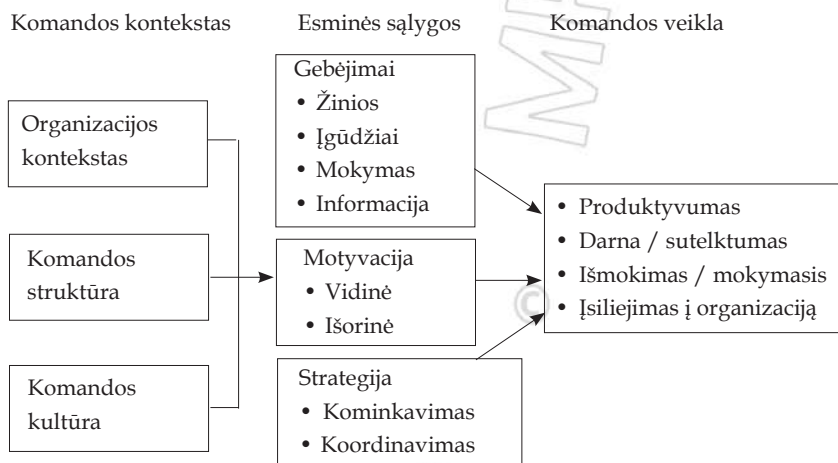 Komandos kontekstas
Esminės sąlygos
Komandos veikla
Organizacijos
kontekstas
Komandos
struktūra
Komandos
kultūra
Gebėjimai
• Žinios
• Įgūdžiai
• Mokymas
• Informacija
Motyvacija
• Vidinė
• Išorinė
Strategija
• Kominkavimas
• Koordinavimas
• Produktyvumas
• Darna / sutelktumas
• Išmokimas / mokymasis
• Įsiliejimas į organizaciją
©